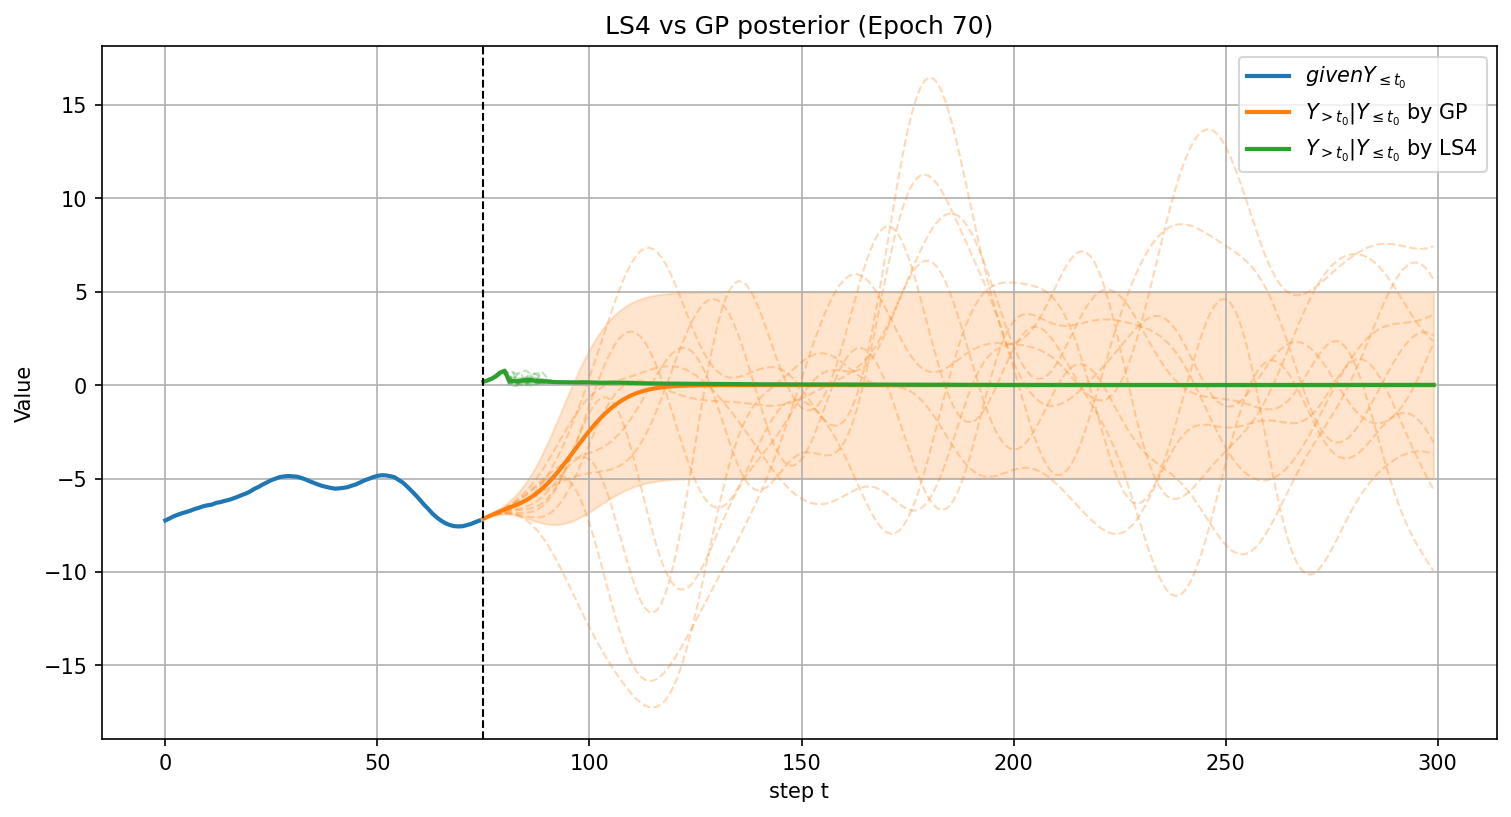 LS4 vs GP posterior (Epoch 70)
givenY≤t₀
Y>t₀|Y≤t₀ by GP
Y>t₀|Y≤t₀ by LS4
Value
15
10
5
0
−5
−10
−15
0 50 100 150 200 250 300
step t